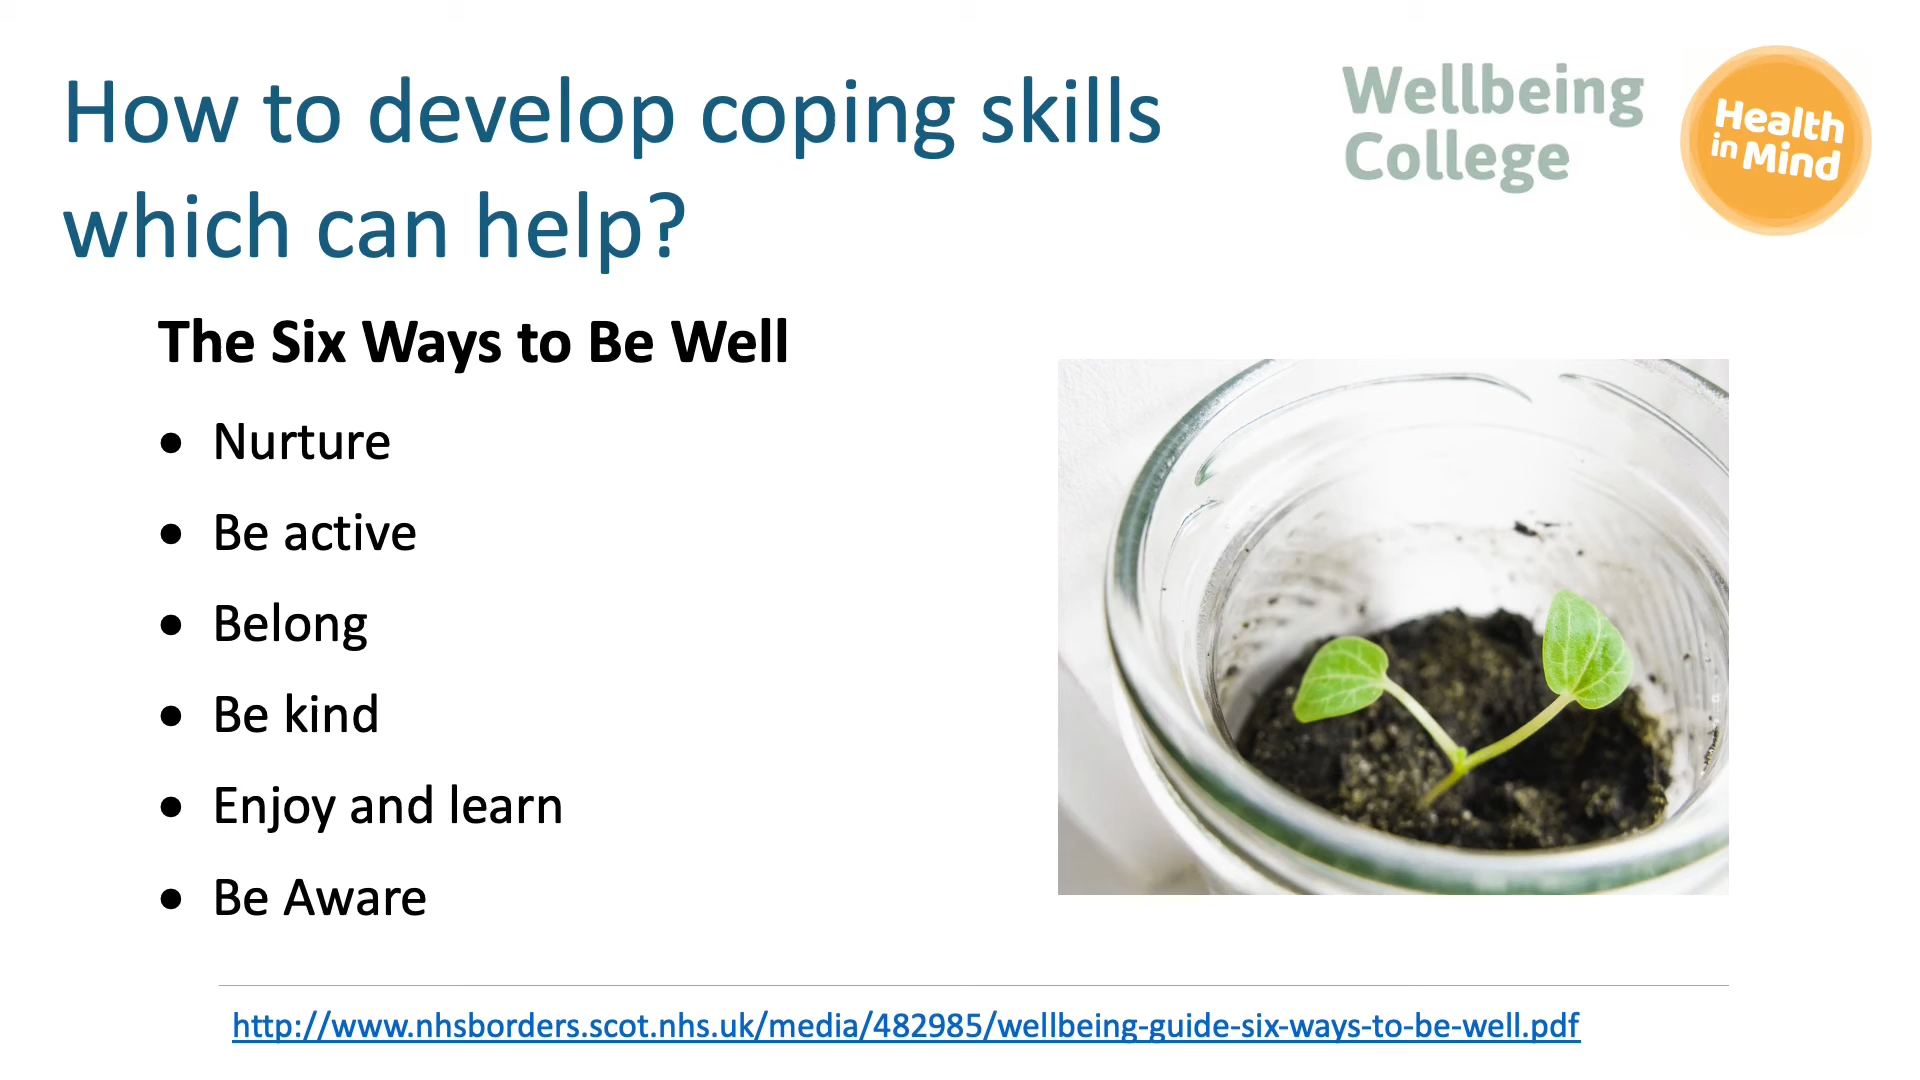 How to develop coping skills
which can help?
Wellbeing
College
Health
in Mind
The Six Ways to Be Well
• Nurture
• Be active
• Belong
• Be kind
• Enjoy and learn
• Be Aware
http://www.nhsborders.scot.nhs.uk/media/482985/wellbeing-guide-six-ways-to-be-well.pdf